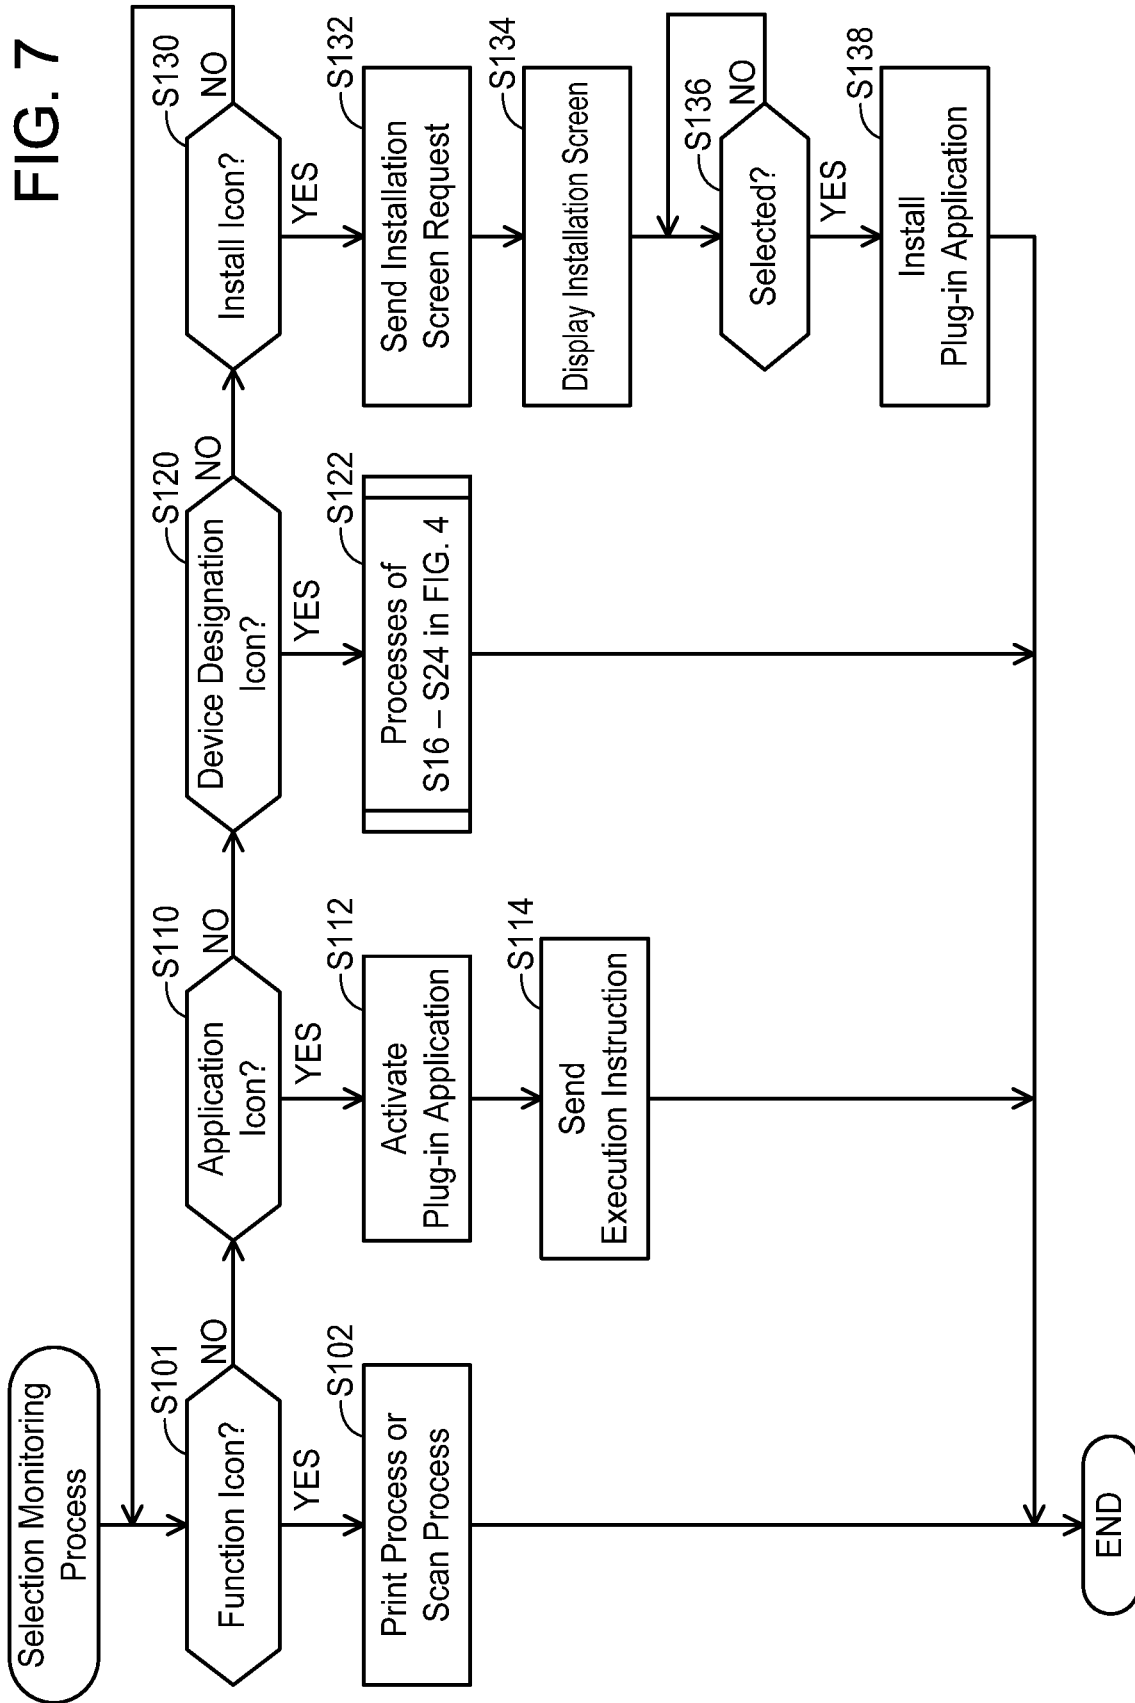 FIG. 7
Selection Monitoring
Process
S101
Function Icon?
NO
YES
S102
Print Process or
Scan Process
S110
Application
Icon?
NO
YES
S112
Activate
Plug-in Application
S114
Send
Execution Instruction
S120
Device Designation
Icon?
NO
YES
S122
Processes of
S16 – S24 in FIG. 4
S130
Install Icon?
NO
YES
S132
Send Installation
Screen Request
S134
Display Installation Screen
S136
Selected?
NO
YES
S138
Install
Plug-in Application
END